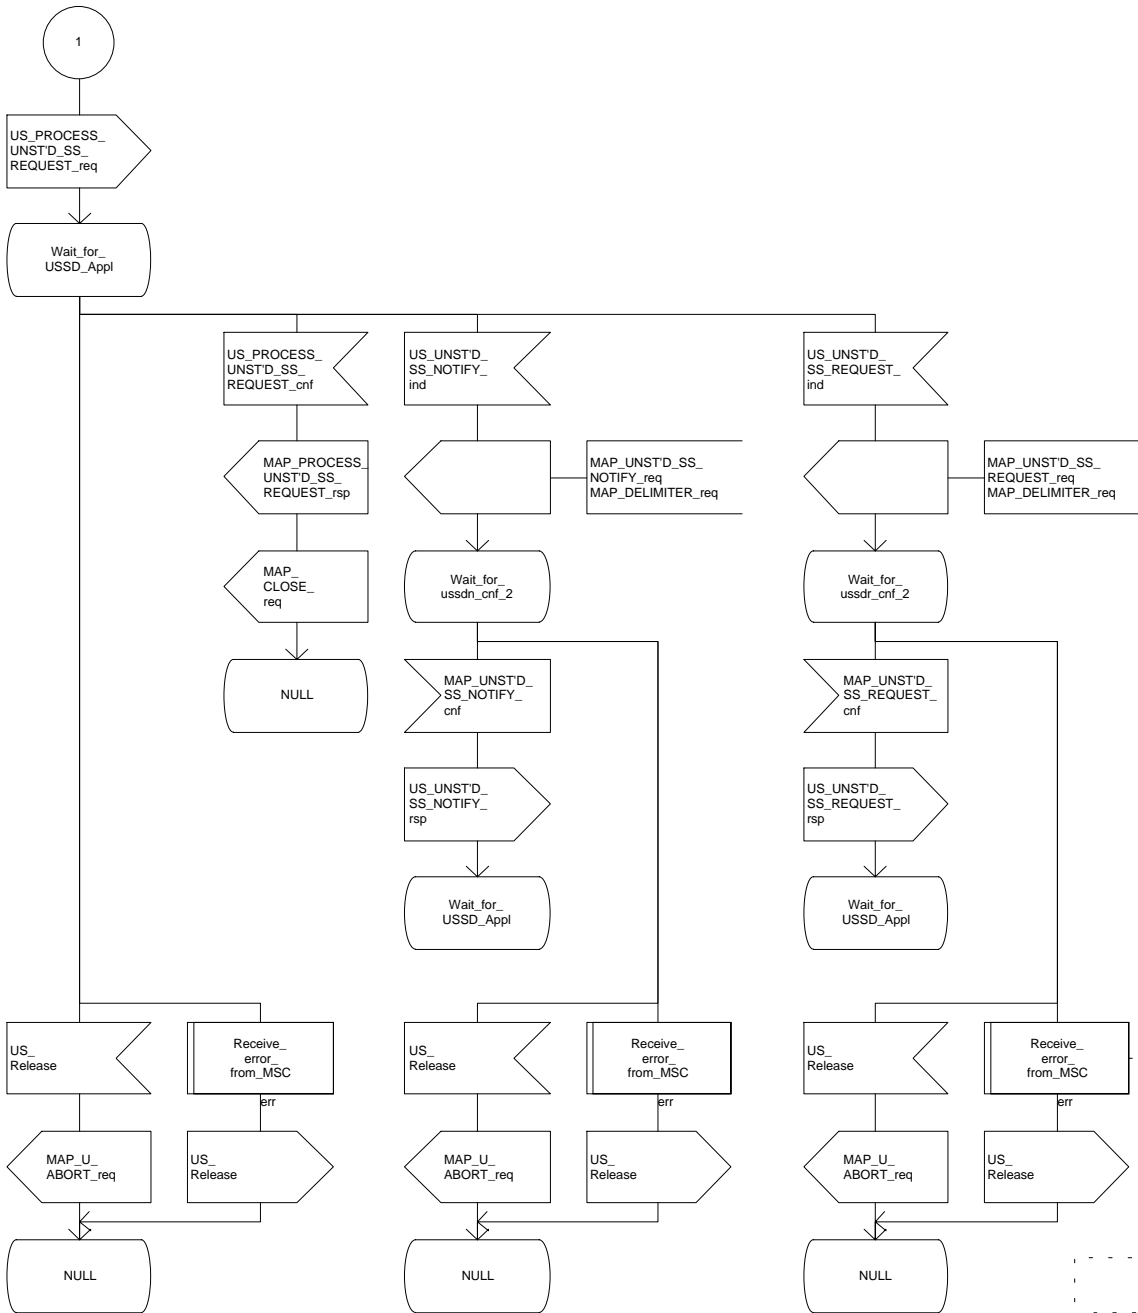 1
US_PROCESS_
UNST'D_SS_
REQUEST_req
Wait_for_
USSD_Appl
US_PROCESS_
UNST'D_SS_
REQUEST_cnf
US_UNST'D_
SS_NOTIFY_
ind
US_UNST'D_
SS_REQUEST_
ind
MAP_PROCESS_
UNST'D_SS_
REQUEST_rsp
MAP_UNST'D_SS_
NOTIFY_req
MAP_DELIMITER_req
MAP_UNST'D_SS_
REQUEST_req
MAP_DELIMITER_req
MAP_
CLOSE_
req
Wait_for_
ussdn_cnf_2
Wait_for_
ussdr_cnf_2
NULL
MAP_UNST'D_
SS_NOTIFY_
cnf
MAP_UNST'D_
SS_REQUEST_
cnf
US_UNST'D_
SS_NOTIFY_
rsp
US_UNST'D_
SS_REQUEST_
rsp
Wait_for_
USSD_Appl
Wait_for_
USSD_Appl
US_
Release
Receive_
error_
from_MSC
err
US_
Release
Receive_
error_
from_MSC
err
US_
Release
Receive_
error_
from_MSC
err
MAP_U_
ABORT_req
US_
Release
MAP_U_
ABORT_req
US_
Release
MAP_U_
ABORT_req
US_
Release
NULL
NULL
NULL